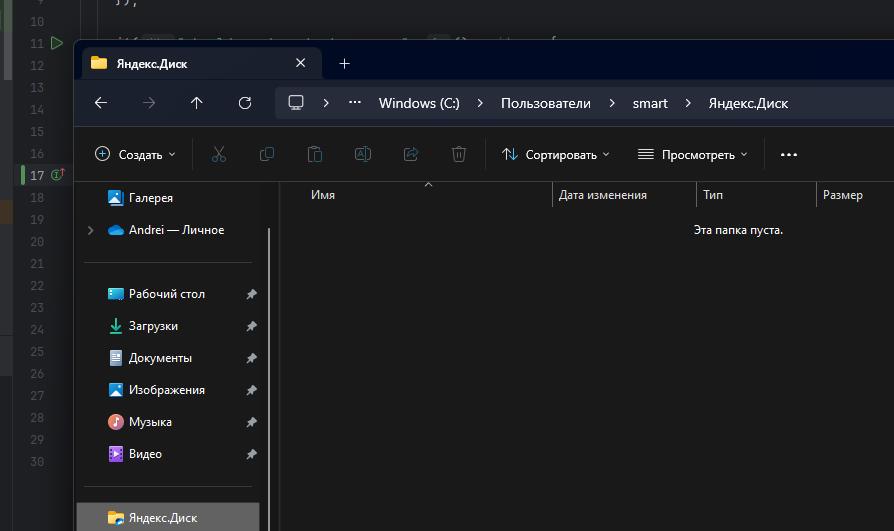 9 });
10
11
12
13
14
15
16
17
18
19
20
21
22
23
24
25
26
27
28
29
30
Яндекс.Диск
Windows (C:) Пользователи smart Яндекс.Диск
Создать Сортировать Просмотреть
Галерея
Andrei — Личное
Рабочий стол
Загрузки
Документы
Изображения
Музыка
Видео
Яндекс.Диск
Имя Дата изменения Тип Размер
Эта папка пуста.